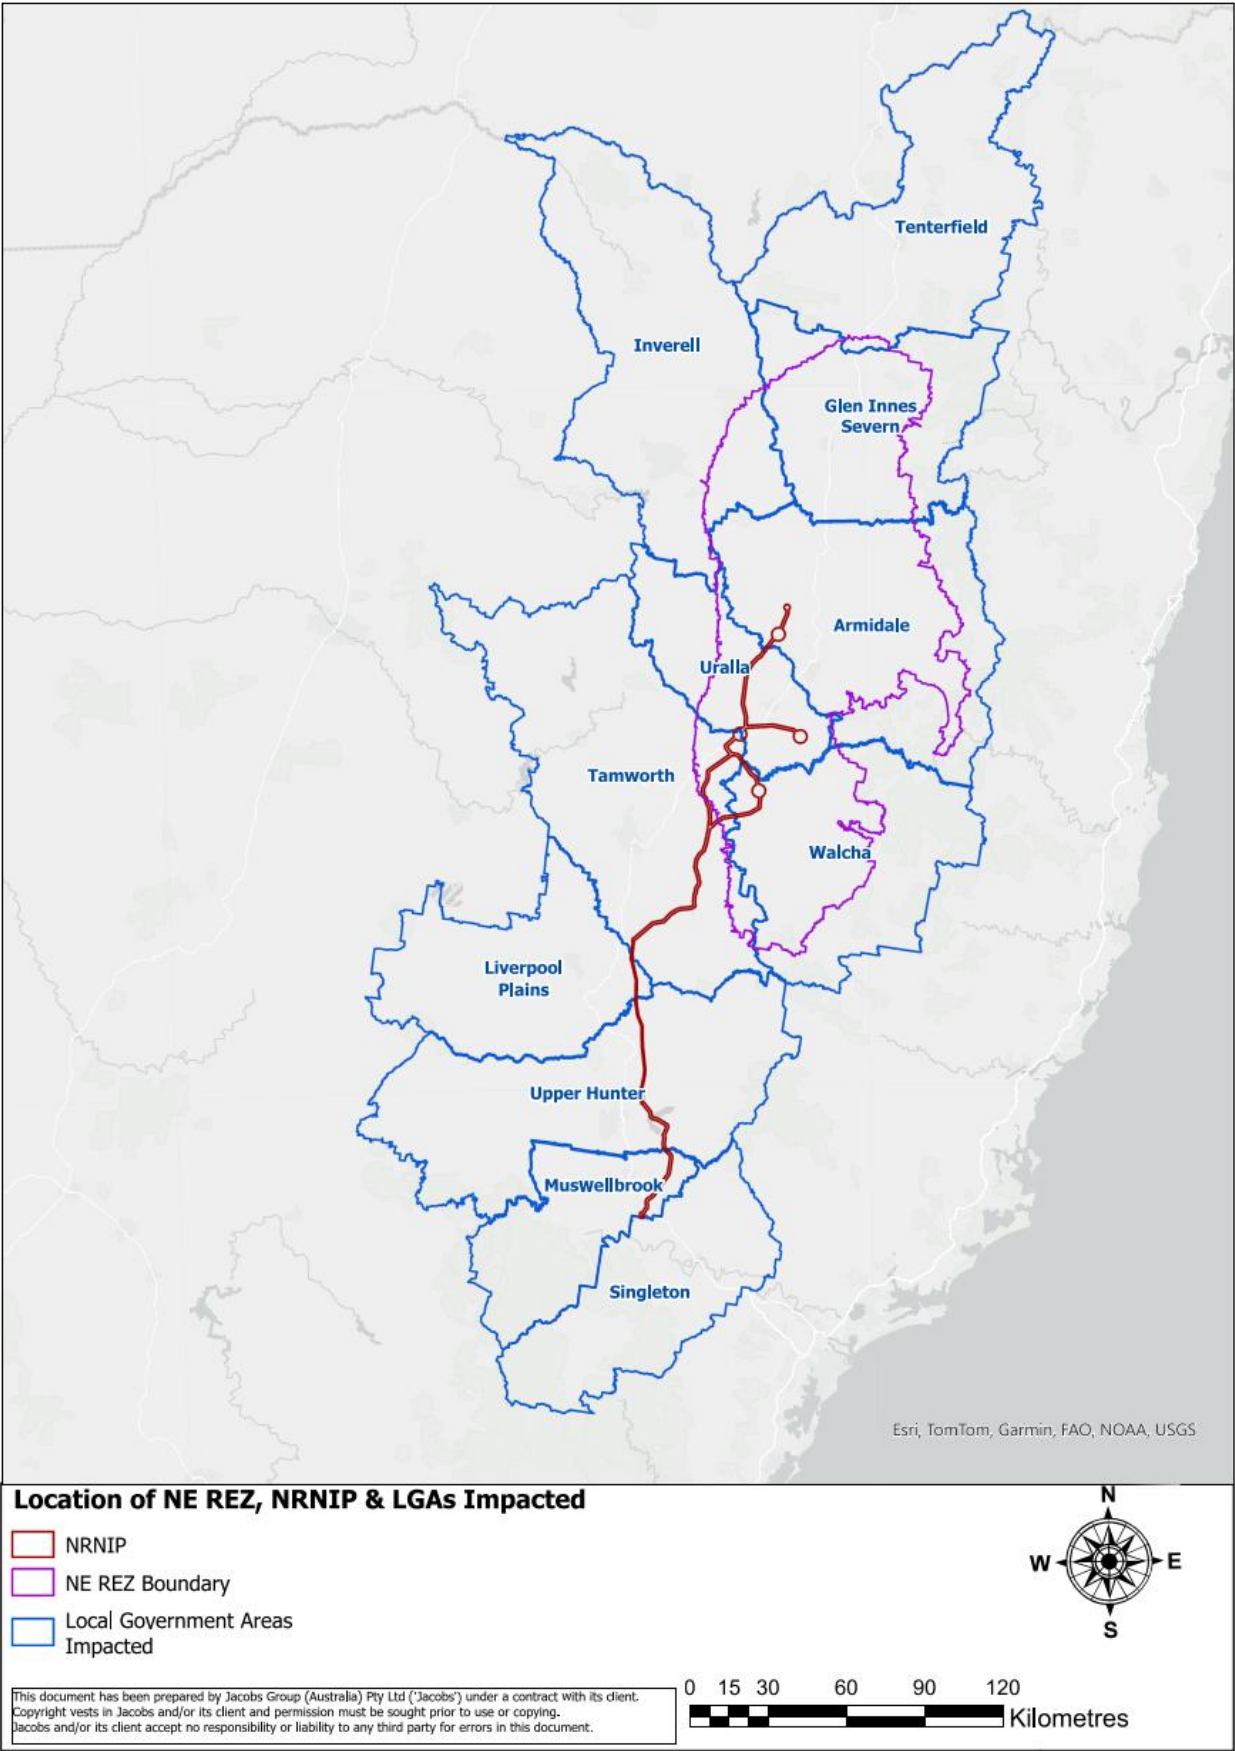 Tenterfield
Inverell
Glen Innes
Severn
Armidale
Uralla
Tamworth
Walcha
Liverpool
Plains
Upper Hunter
MusWellbrook
Singleton
Esri, TomTom, Garmin, FAO, NOAA, USGS
Location of NE REZ, NRNIP & LGAs Impacted
NRNIP
NE REZ Boundary
Local Government Areas
Impacted
N
W E
S
This document has been prepared by Jacobs Group (Australia) Pty Ltd ('Jacobs') under a contract with its client.
Copyright vests in Jacobs and/or its client and permission must be sought prior to use or copying.
Jacobs and/or its client accept no responsibility or liability to any third party for errors in this document.
0 15 30 60 90 120
Kilometres